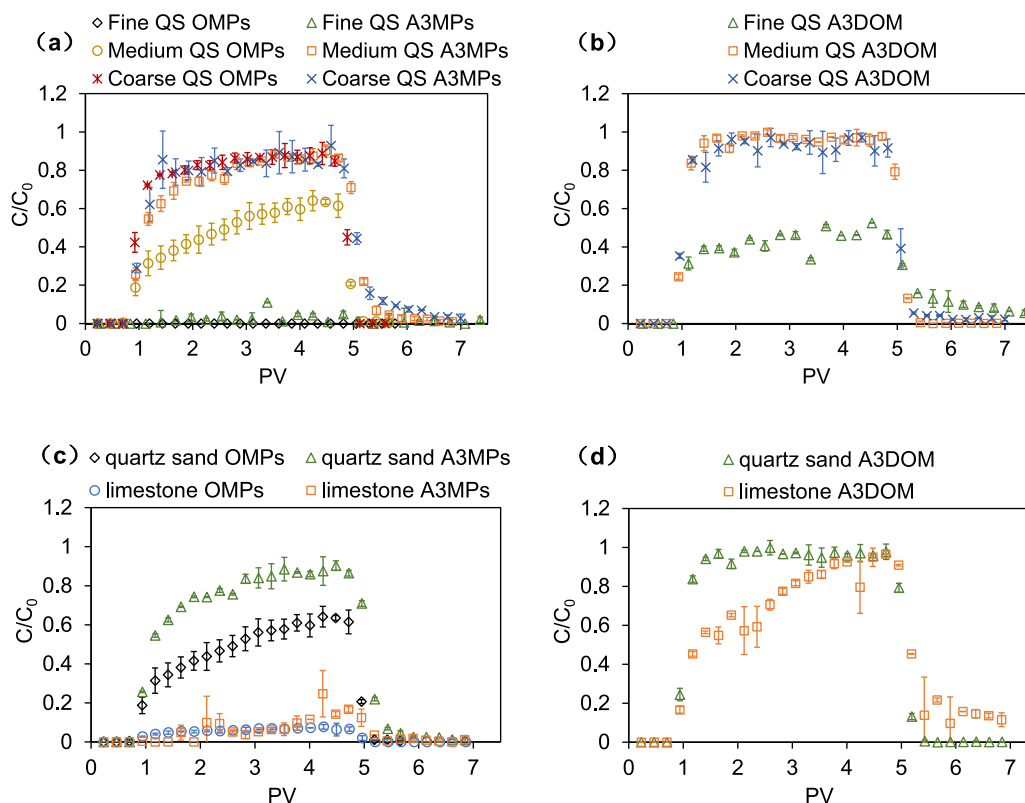 (a)
Fine QS OMPs Fine QS A3MPs
Medium QS OMPs Medium QS A3MPs
Coarse QS OMPs Coarse QS A3MPs
1.2
1
0.8
0.6
0.4
0.2
0
C/C0
0 1 2 3 4 5 6 7
PV
(b)
Fine QS A3DOM
Medium QS A3DOM
Coarse QS A3DOM
1.2
1
0.8
0.6
0.4
0.2
0
C/C0
0 1 2 3 4 5 6 7
PV
(c)
quartz sand OMPs quartz sand A3MPs
limestone OMPs limestone A3MPs
1.2
1
0.8
0.6
0.4
0.2
0
C/C0
0 1 2 3 4 5 6 7
PV
(d)
quartz sand A3DOM
limestone A3DOM
1.2
1
0.8
0.6
0.4
0.2
0
C/C0
0 1 2 3 4 5 6 7
PV